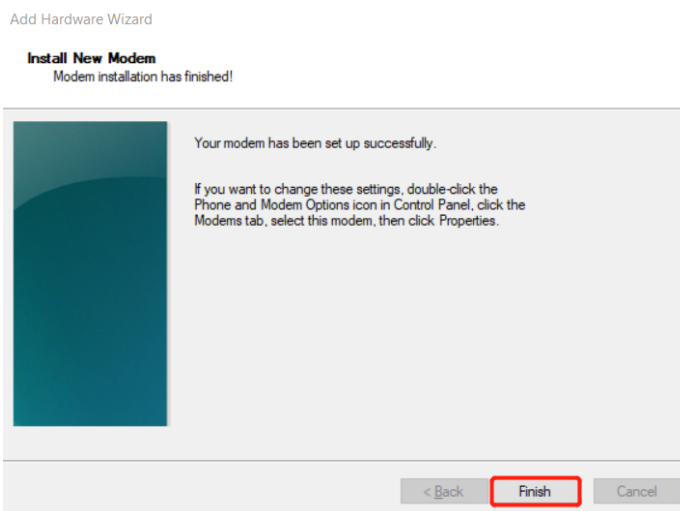 Add Hardware Wizard
Install New Modem
Modem installation has finished!
Your modem has been set up successfully.
If you want to change these settings, double-click the
Phone and Modem Options icon in Control Panel, click the
Modems tab, select this modem, then click Properties.
< Back
Finish
Cancel